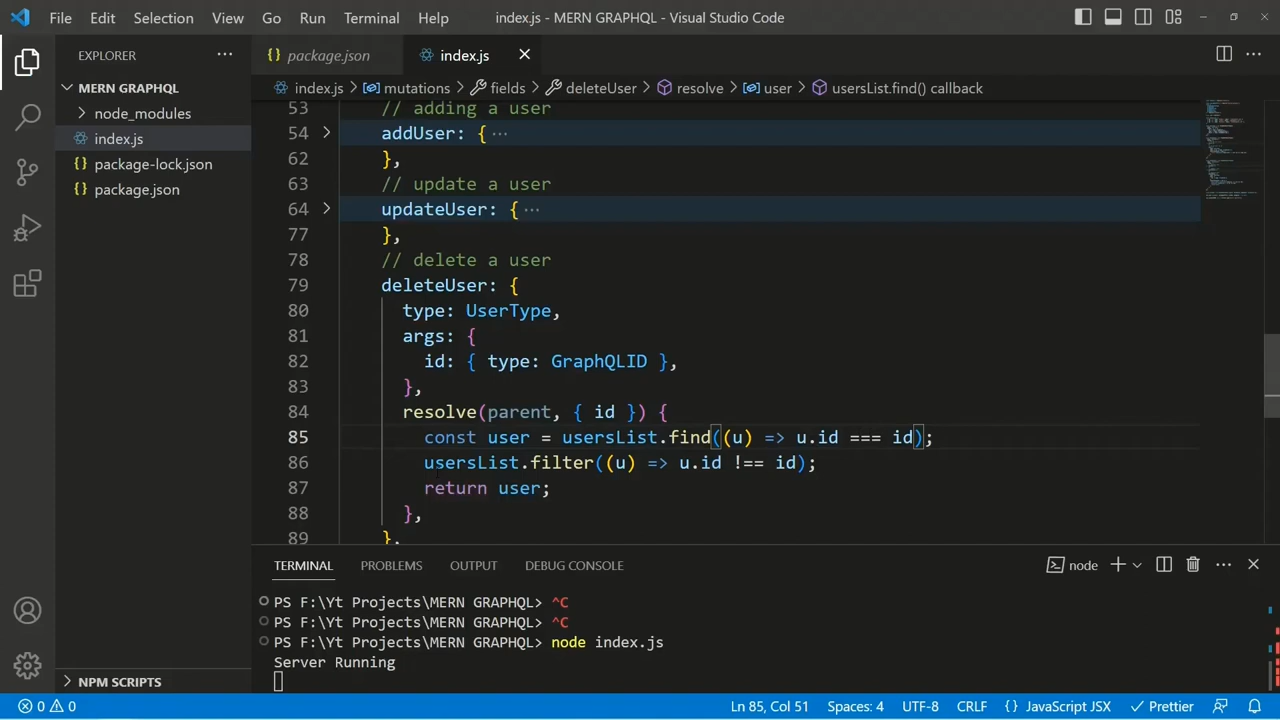 File Edit Selection View Go Run Terminal Help index.js - MERN GRAPHQL - Visual Studio Code
EXPLORER ···
{} package.json index.js
MERN GRAPHQL
index.js > mutations > fields > deleteUser > resolve > user > usersList.find() callback
node_modules
index.js
package-lock.json
package.json
53 // adding a user
54 addUser: { ···
62 },
63 // update a user
64 updateUser: { ···
77 },
78 // delete a user
79 deleteUser: {
80 type: UserType,
81 args: {
82 id: { type: GraphQLID },
83 },
84 resolve(parent, { id }) {
85 const user = usersList.find((u) => u.id === id);
86 usersList.filter((u) => u.id !== id);
87 return user;
88 },
89 },
TERMINAL PROBLEMS OUTPUT DEBUG CONSOLE node
PS F:\Yt Projects\MERN GRAPHQL> ^C
PS F:\Yt Projects\MERN GRAPHQL> ^C
PS F:\Yt Projects\MERN GRAPHQL> node index.js
Server Running
NPM SCRIPTS
0 0 Ln 85, Col 51 Spaces: 4 UTF-8 CRLF {} JavaScript JSX Prettier